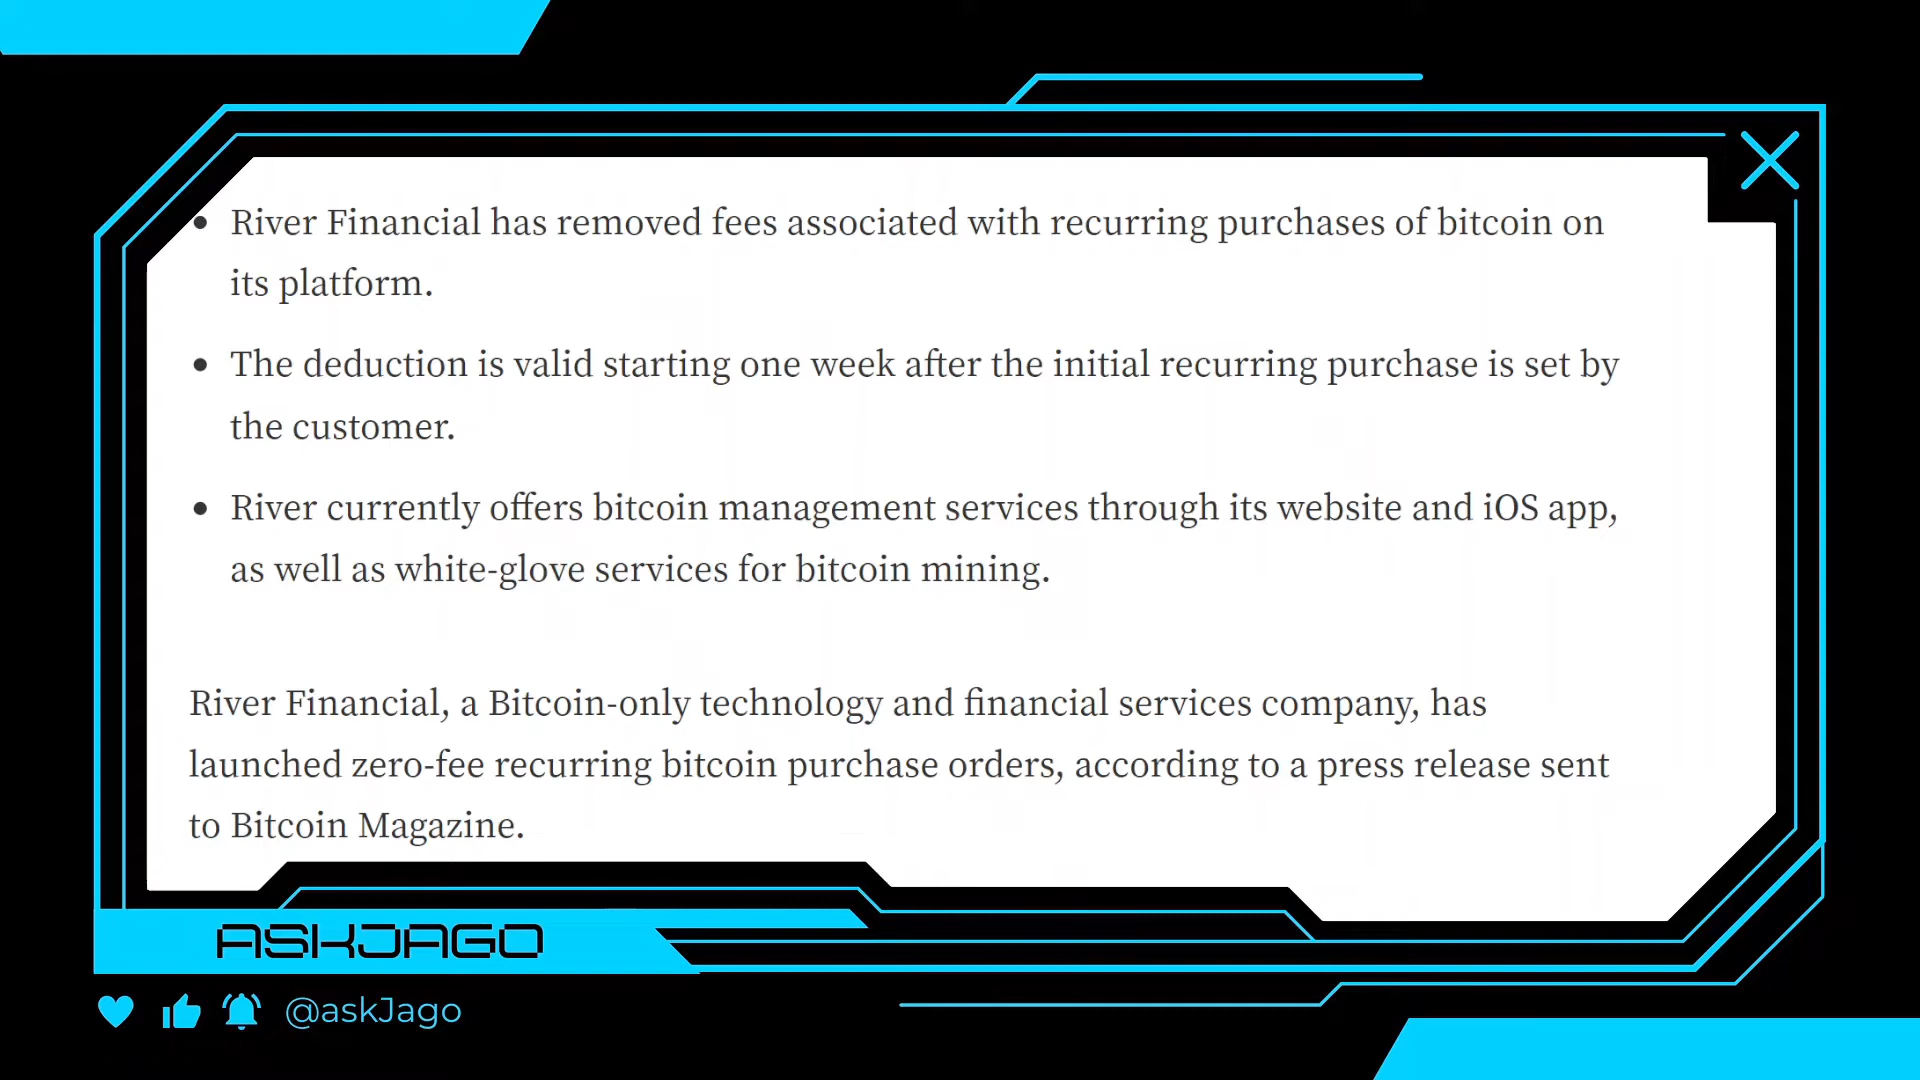 • River Financial has removed fees associated with recurring purchases of bitcoin on
its platform.
• The deduction is valid starting one week after the initial recurring purchase is set by
the customer.
• River currently offers bitcoin management services through its website and iOS app,
as well as white-glove services for bitcoin mining.
River Financial, a Bitcoin-only technology and financial services company, has
launched zero-fee recurring bitcoin purchase orders, according to a press release sent
to Bitcoin Magazine.
ASKJAGO
@askJago